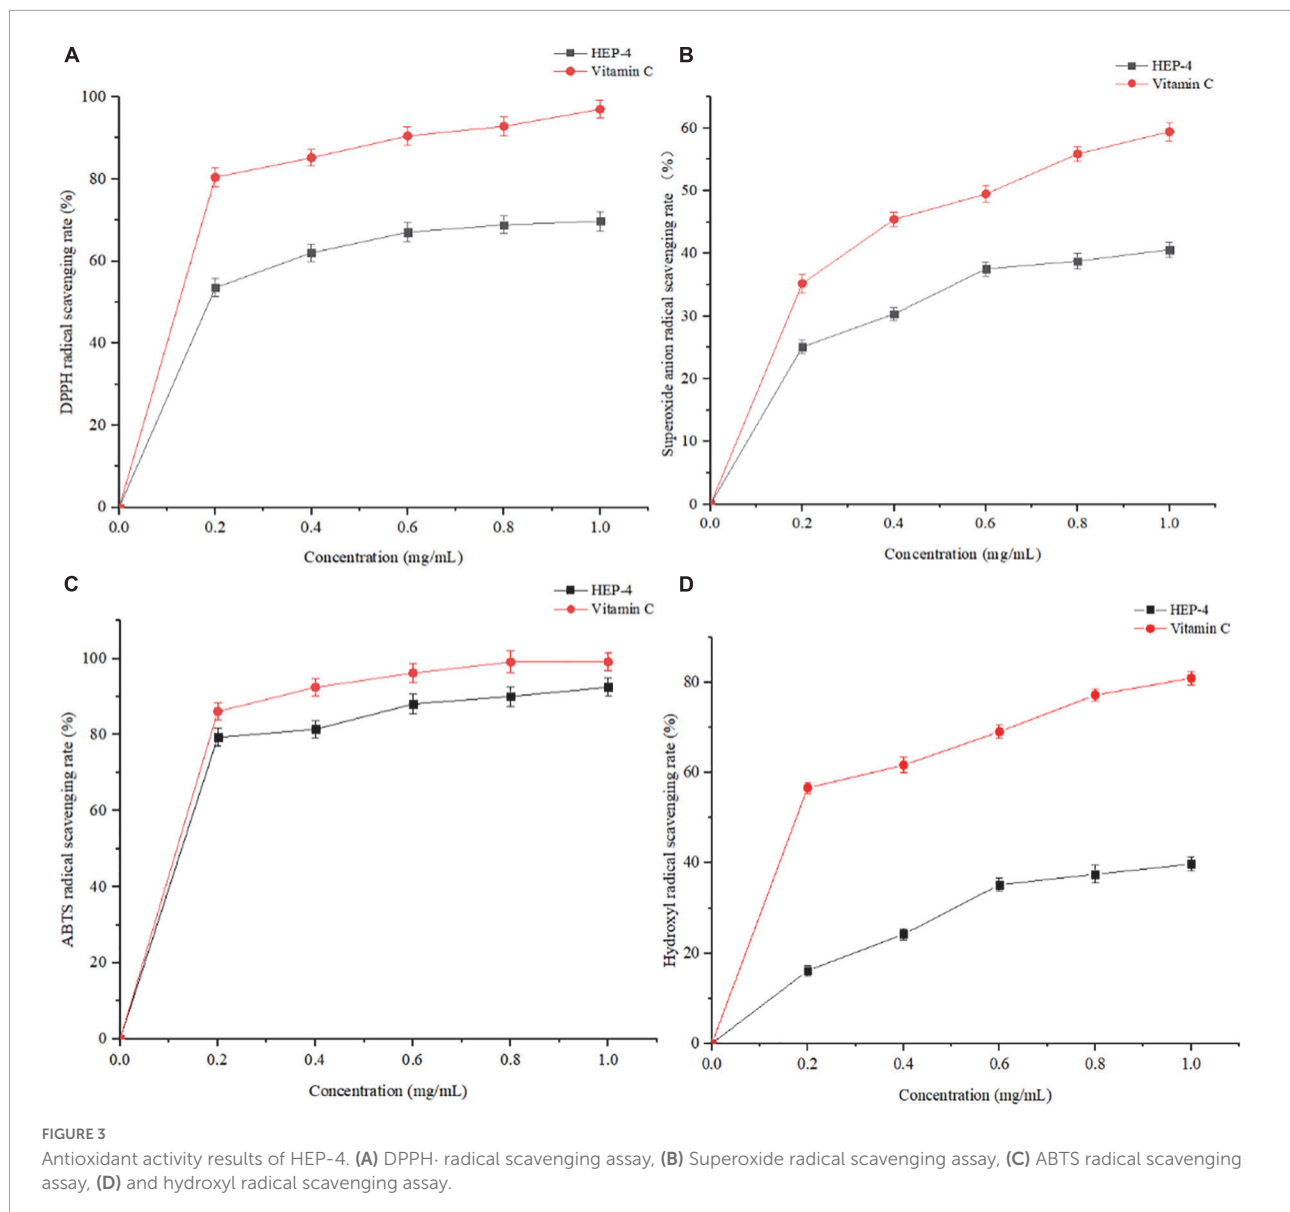 A
HEP-4
Vitamin C
100
80
60
40
20
0
0.0 0.2 0.4 0.6 0.8 1.0
DPPH radical scavenging rate (%)
Concentration (mg/mL)
B
HEP-4
Vitamin C
60
50
40
30
20
10
0
0.0 0.2 0.4 0.6 0.8 1.0
Superoxide anion radical scavenging rate (%)
Concentration (mg/mL)
C
HEP-4
Vitamin C
100
80
60
40
20
0
0.0 0.2 0.4 0.6 0.8 1.0
ABTS radical scavenging rate (%)
Concentration (mg/mL)
D
HEP-4
Vitamin C
80
60
40
20
0
0.0 0.2 0.4 0.6 0.8 1.0
Hydroxyl radical scavenging rate (%)
Concentration (mg/mL)
FIGURE 3
Antioxidant activity results of HEP-4. (A) DPPH· radical scavenging assay, (B) Superoxide radical scavenging assay, (C) ABTS radical scavenging
assay, (D) and hydroxyl radical scavenging assay.